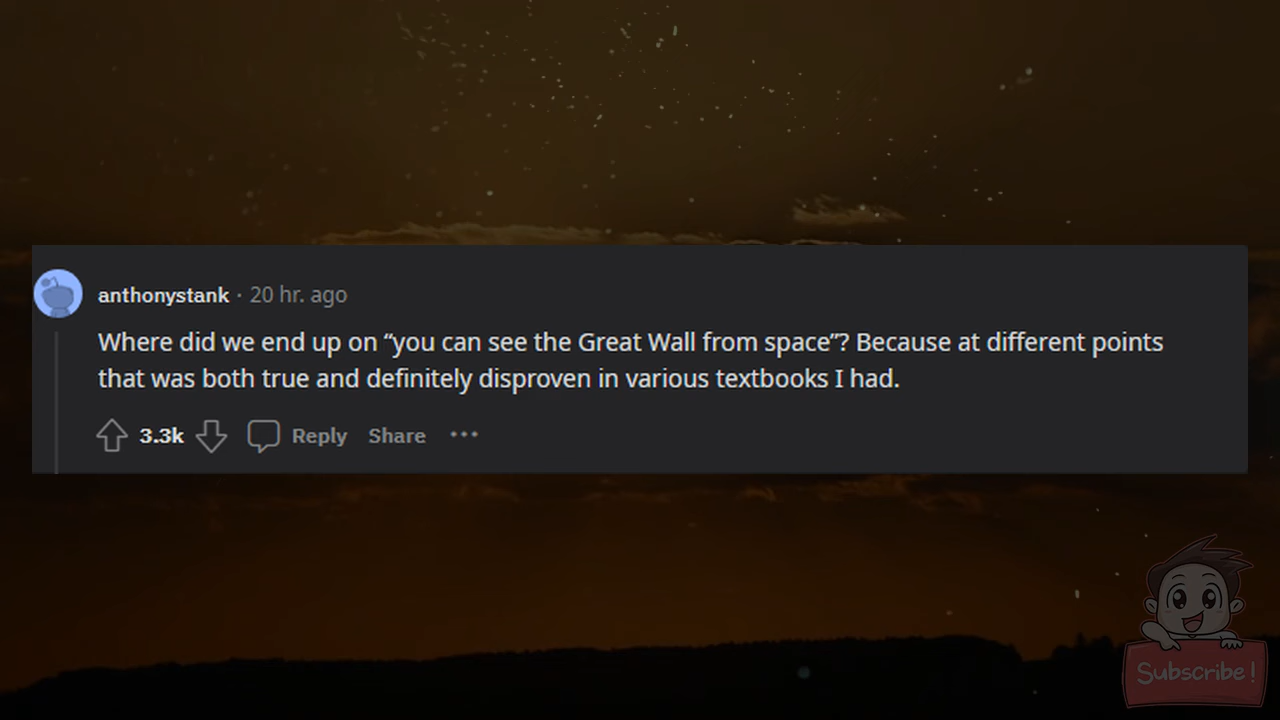 anthonystank · 20 hr. ago
Where did we end up on “you can see the Great Wall from space”? Because at different points
that was both true and definitely disproven in various textbooks I had.
3.3k Reply Share ···
Subscribe!